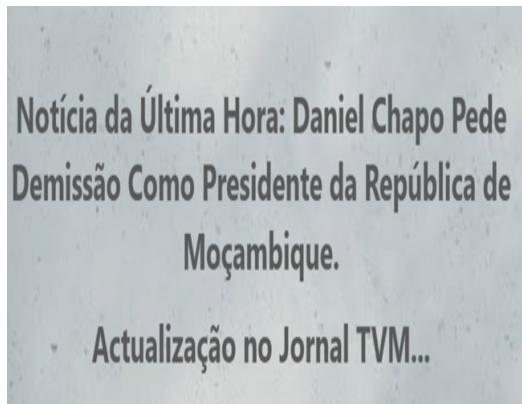 Notícia da Última Hora: Daniel Chapo Pede
Demissão Como Presidente da República de
Moçambique.
Actualização no Jornal TVM...